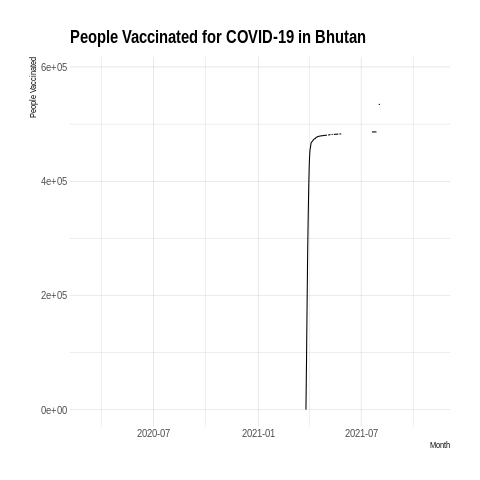 People Vaccinated for COVID-19 in Bhutan
People Vaccinated
6e+05
4e+05
2e+05
0e+00
2020-07 2021-01 2021-07
Month